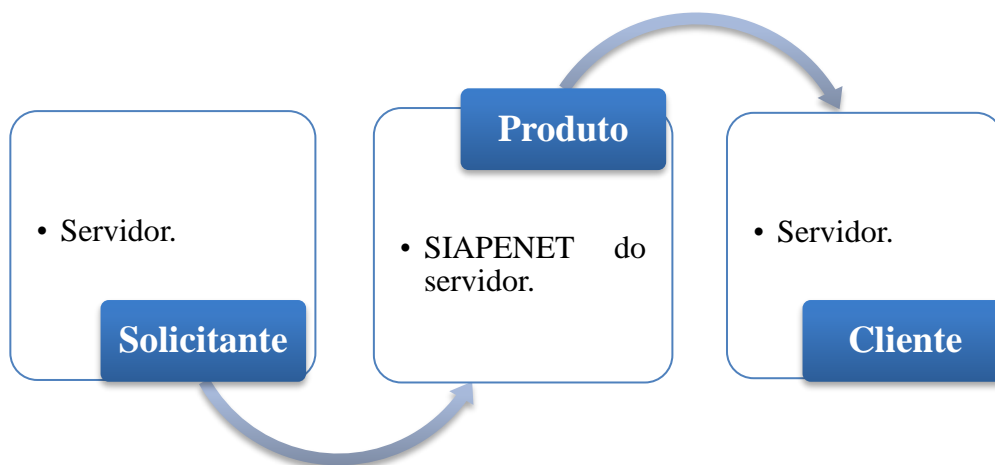 • Servidor.
Solicitante
Produto
• SIAPENET do
servidor.
• Servidor.
Cliente